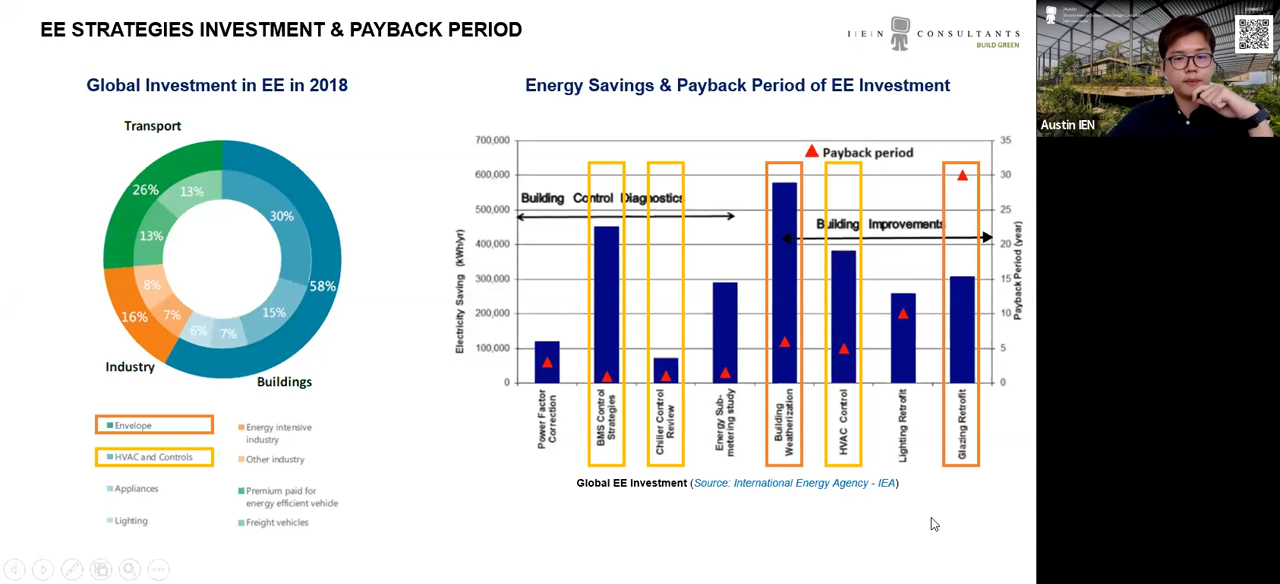 EE STRATEGIES INVESTMENT & PAYBACK PERIOD
IEN CONSULTANTS
BUILD GREEN
Global Investment in EE in 2018
Transport
26%
13%
30%
13%
58%
8%
16%
7%
15%
6%
7%
Industry
Buildings
Envelope
Energy intensive
industry
HVAC and Controls
Other industry
Appliances
Premium paid for
energy efficient vehicle
Lighting
Freight vehicles
Energy Savings & Payback Period of EE Investment
700,000
600,000
500,000
400,000
300,000
200,000
100,000
0
35
30
25
20
15
10
5
0
Electricity Saving (kWh/yr)
Payback Period (year)
Payback period
Building Control Diagnostics
Building Improvements
Power Factor
Correction
BMS Control
Strategies
Chiller Control
Review
Energy Sub-
metering study
Building
Weatherization
HVAC Control
Lighting Retrofit
Glazing Retrofit
Global EE Investment (Source: International Energy Agency - IEA)
Austin
CONNECT
Austin IEN